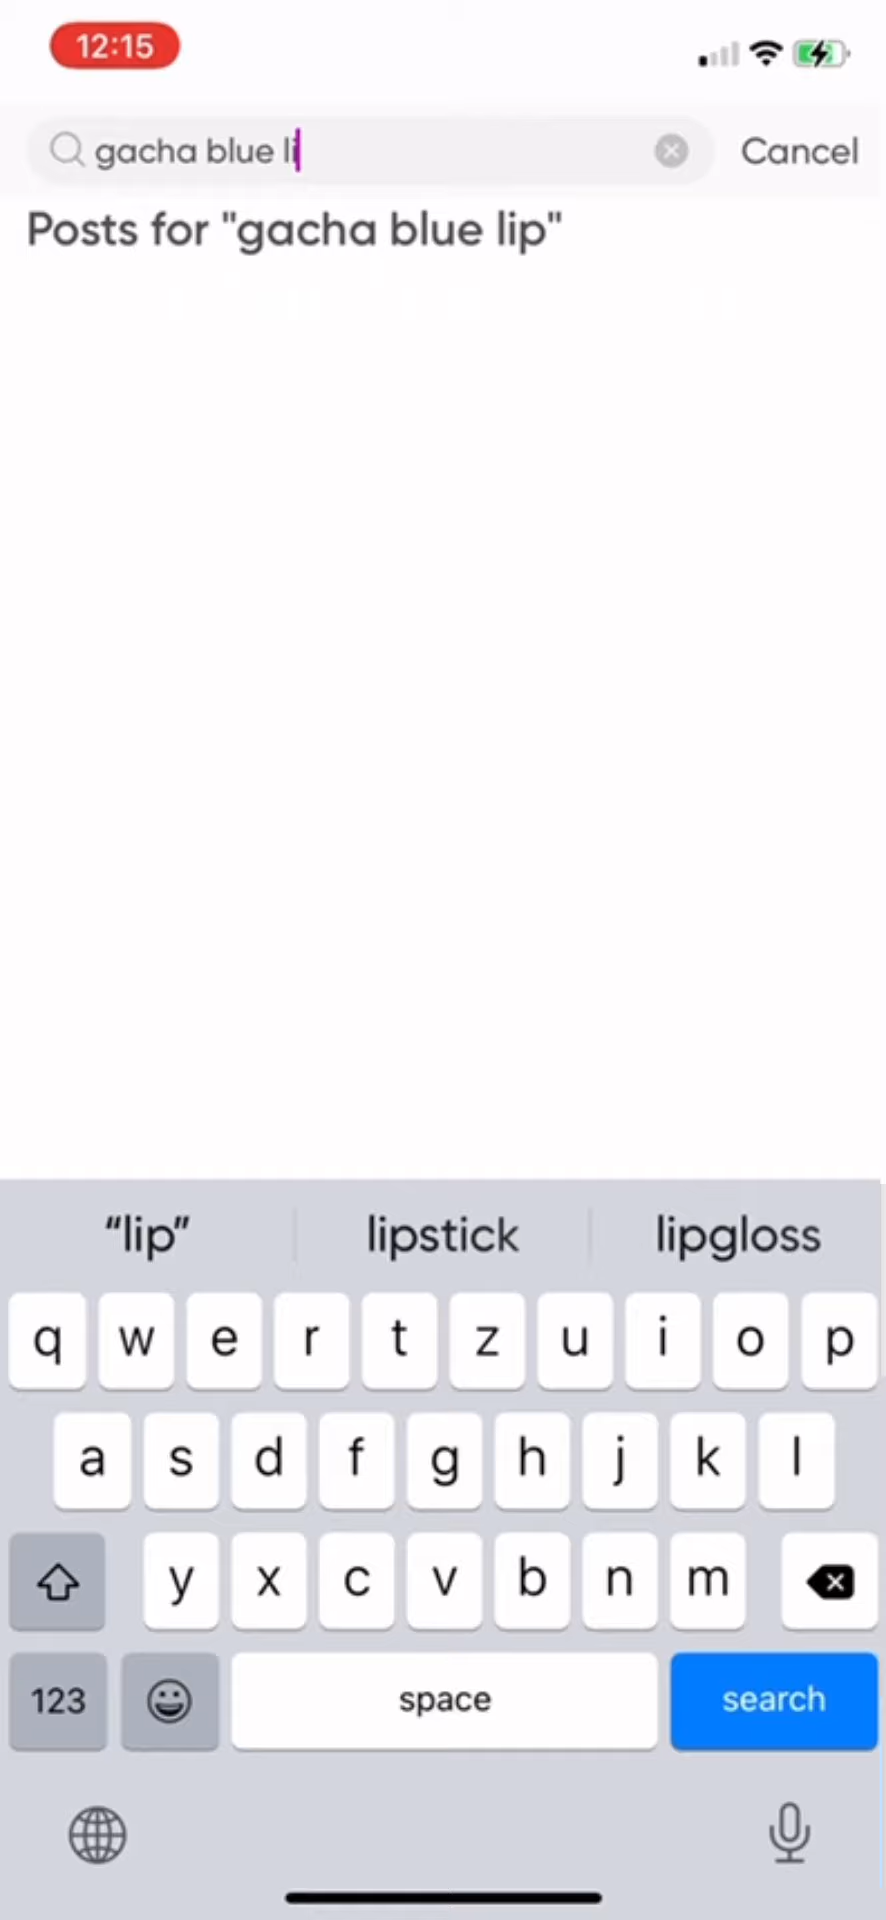 12:15
gacha blue li
Cancel
Posts for "gacha blue lip"
“lip” lipstick lipgloss
q w e r t z u i o p
a s d f g h j k l
y x c v b n m
123 space search